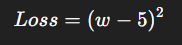 Loss = (w − 5)²